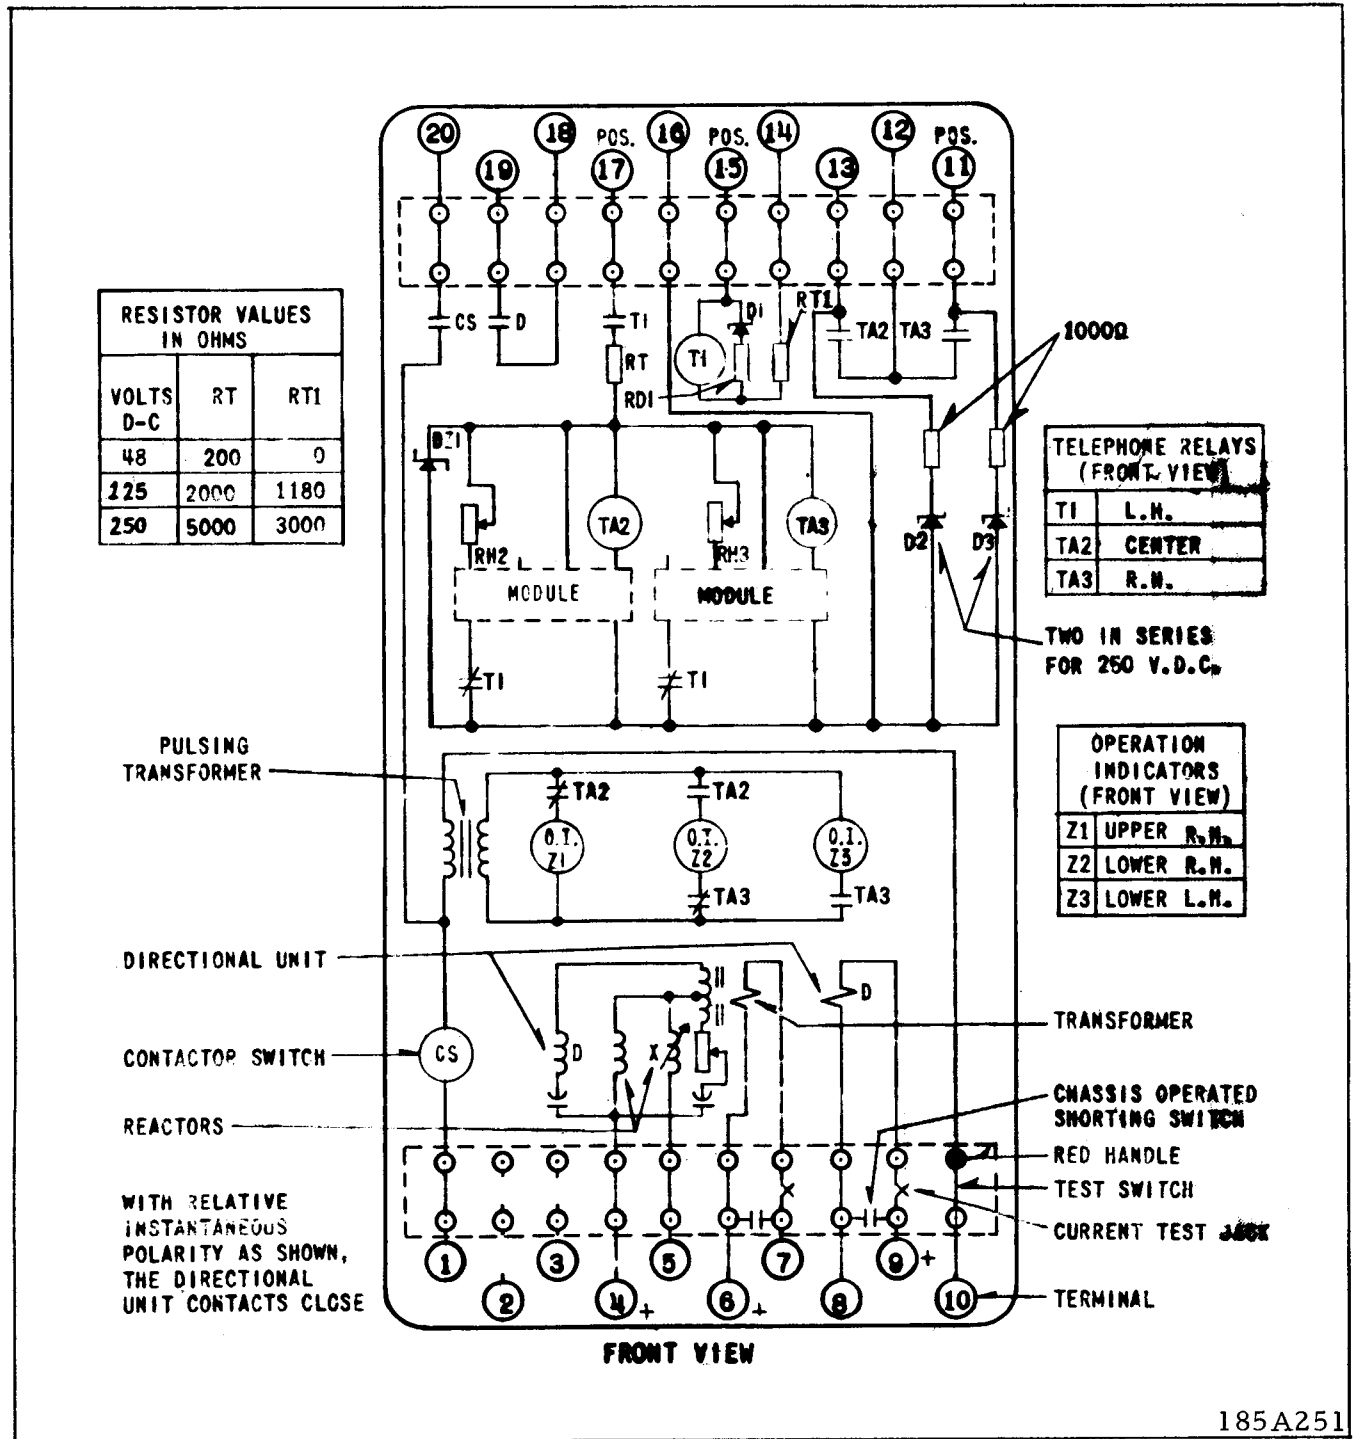 20 18 POS. 16 POS. 14 12 POS.
19 17 15 13 11
RESISTOR VALUES
IN OHMS
VOLTS
D-C RT RT1
48 200 0
125 2000 1180
250 5000 3000
CS D T1 D1 RT1 TA2 TA3
1000Ω
RT T1
RD1
DZ1
TA2 TA3
RH2 RH3
D2 D3
MODULE MODULE
T1 T1
TELEPHONE RELAYS
(FRONT VIEW)
T1 L.H.
TA2 CENTER
TA3 R.H.
TWO IN SERIES
FOR 250 V.D.C.
PULSING
TRANSFORMER
TA2 TA2
O.I.
Z1
O.I.
Z2
O.I.
Z3
TA3 TA3
OPERATION
INDICATORS
(FRONT VIEW)
Z1 UPPER R.H.
Z2 LOWER R.H.
Z3 LOWER L.H.
DIRECTIONAL UNIT
D
TRANSFORMER
CONTACTOR SWITCH
CS D X
CHASSIS OPERATED
SHORTING SWITCH
REACTORS
RED HANDLE
TEST SWITCH
CURRENT TEST JACK
WITH RELATIVE
INSTANTANEOUS
POLARITY AS SHOWN,
THE DIRECTIONAL
UNIT CONTACTS CLOSE
1 3 5 7 9 +
2 4 + 6 + 8 10
TERMINAL
FRONT VIEW
185A251